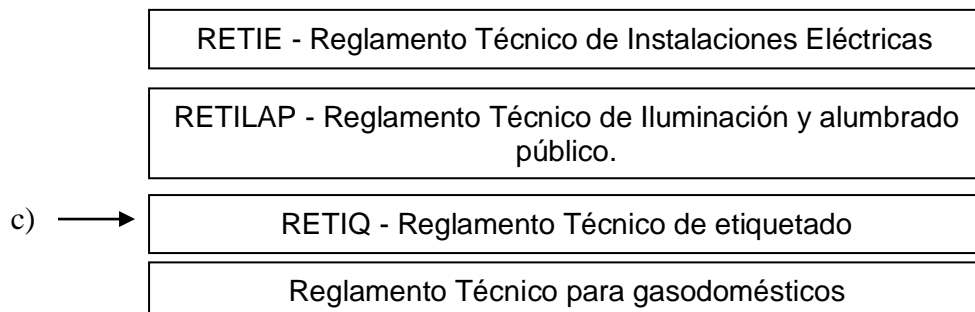 RETIE - Reglamento Técnico de Instalaciones Eléctricas
RETILAP - Reglamento Técnico de Iluminación y alumbrado
público.
c)
RETIQ - Reglamento Técnico de etiquetado
Reglamento Técnico para gasodomésticos